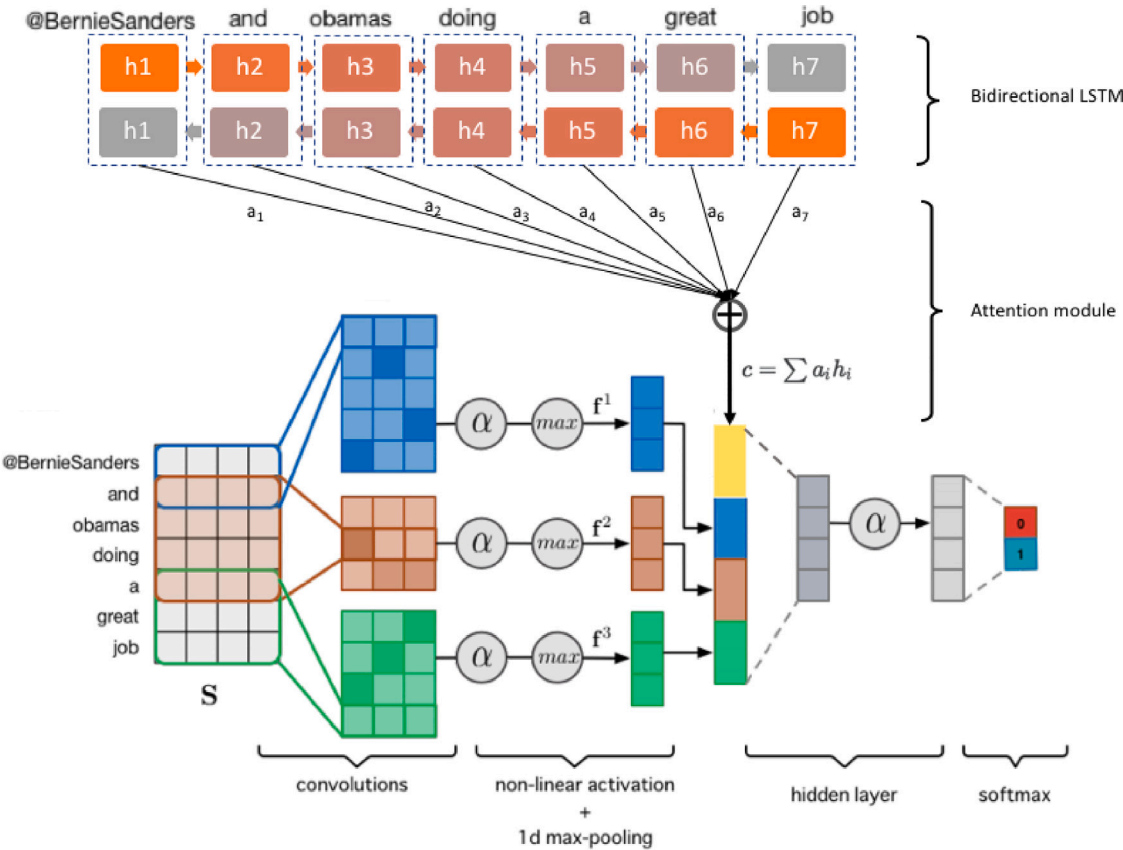 @BernieSanders and obamas doing a great job
h1 h2 h3 h4 h5 h6 h7
h1 h2 h3 h4 h5 h6 h7
Bidirectional LSTM
a₁ a₂ a₃ a₄ a₅ a₆ a₇
Attention module
c = ∑ aᵢhᵢ
@BernieSanders
and
obamas
doing
a
great
job
S
α max f¹
α max f²
α max f³
α
0
1
convolutions
non-linear activation
+
1d max-pooling
hidden layer
softmax